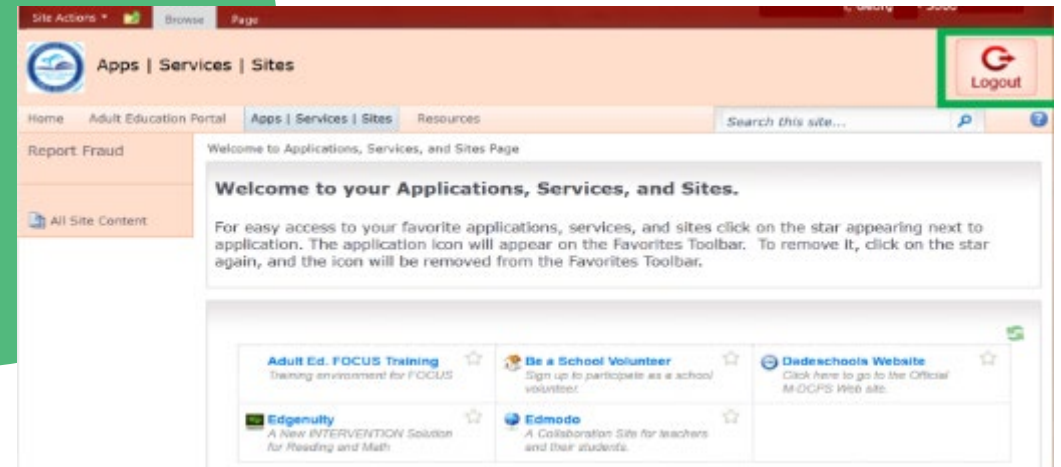 Site Actions Browse Page
Apps | Services | Sites
Logout
Home Adult Education Portal Apps | Services | Sites Resources
Search this site...
Report Fraud
All Site Content
Welcome to Applications, Services, and Sites Page
Welcome to your Applications, Services, and Sites.
For easy access to your favorite applications, services, and sites click on the star appearing next to
application. The application icon will appear on the Favorites Toolbar. To remove it, click on the star
again, and the icon will be removed from the Favorites Toolbar.
Adult Ed. FOCUS Training
Training environment for FOCUS
Be a School Volunteer
Sign up to participate as a school
volunteer.
Dadeschools Website
Click here to go to the Official
M-DCPS Web site.
Edgenuity
A New INTERVENTION Solution
for Reading and Math
Edmodo
A Collaboration Site for teachers
and their students.